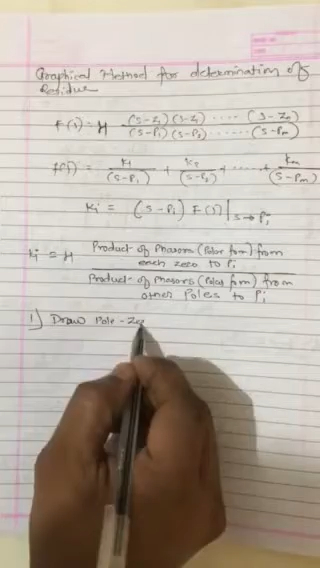 Graphical Method for determination of
Residue
F(s) = H (s-z1)(s-z1) .... (s-zn)
(s-P1)(s-P2) ...... (s-Pm)
f(s) = K1/(s-P1) + K2/(s-P2) + ..... + Km/(s-Pm)
Ki = (s-Pi) F(s)|s→Pi
Ki = H Product of Phasors (Polar form) from
each zero to Pi
Product of Phasors (Polar form) from
other Poles to Pi
1) Draw Pole-Ze